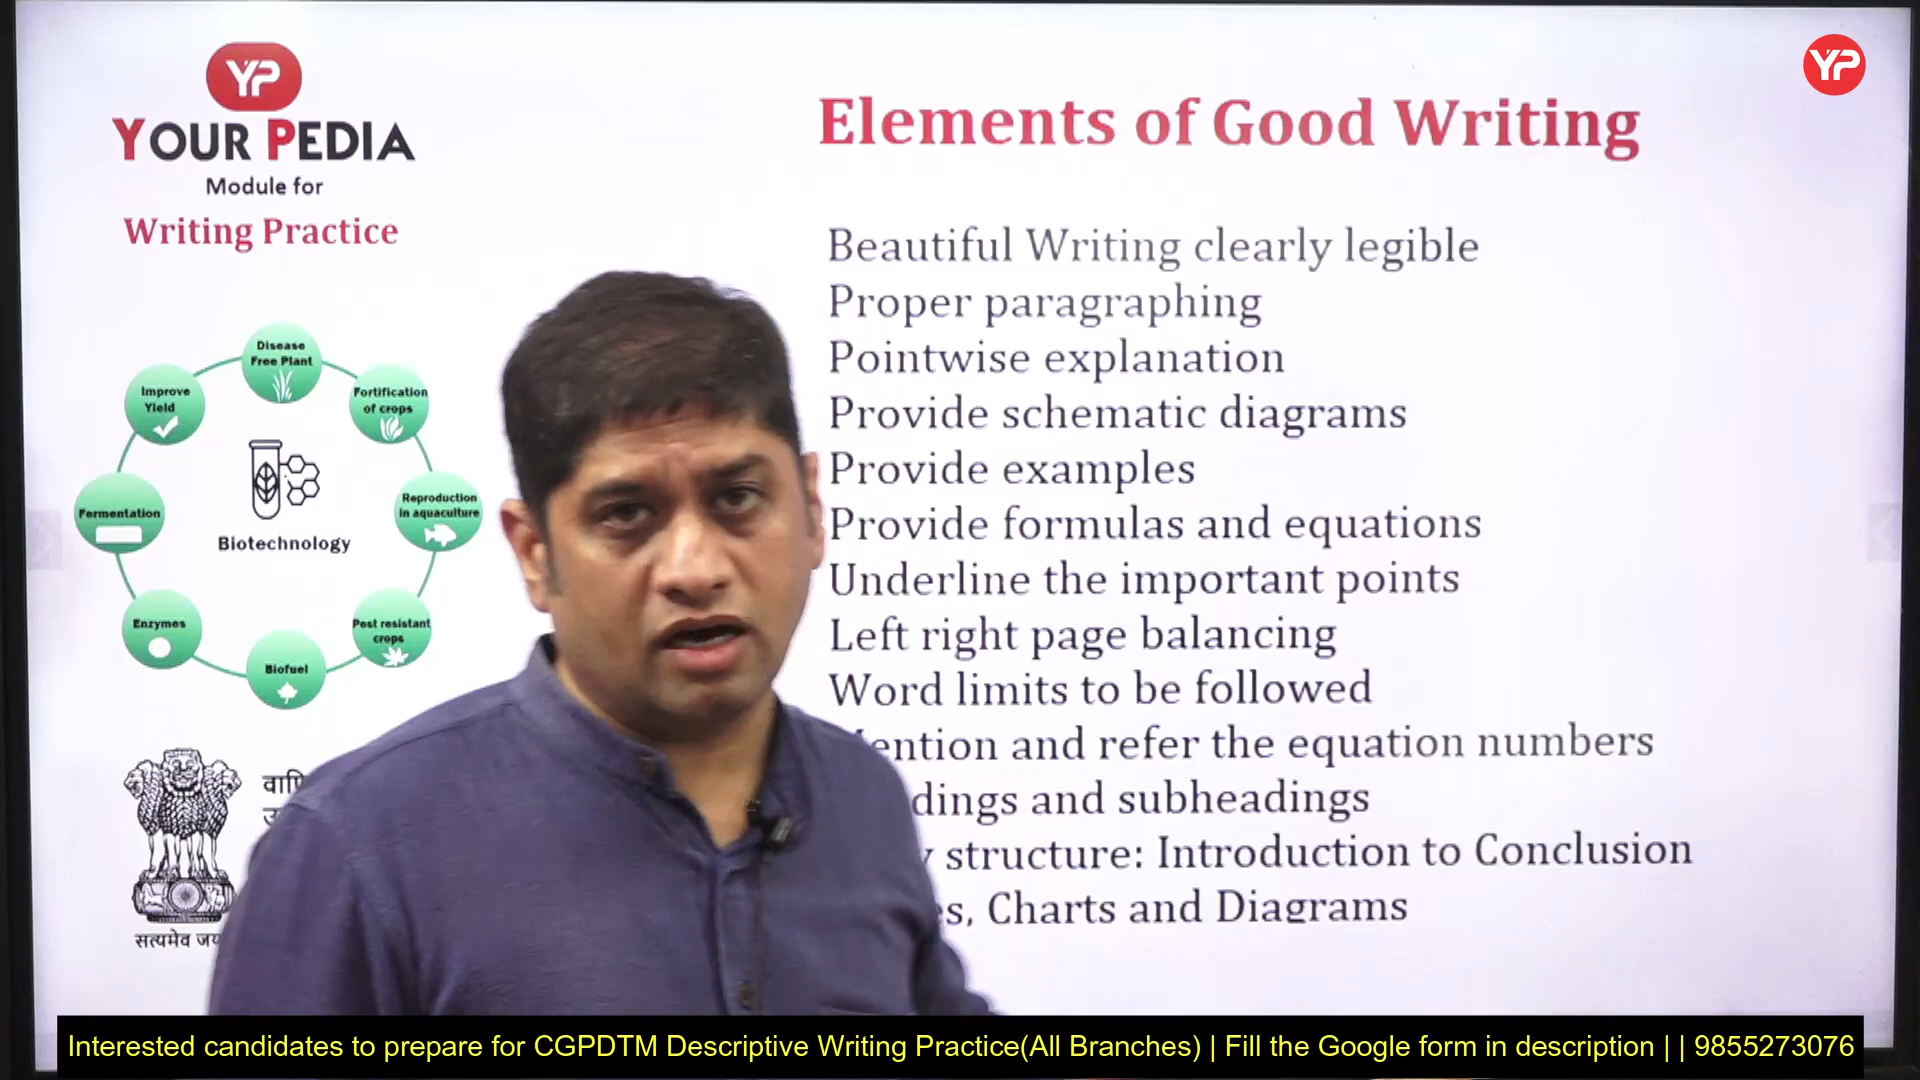 YP
YOUR PEDIA
Module for
Writing Practice
Disease
Free Plant
Improve
Yield
Fortification
of crops
Fermentation
Biotechnology
Reproduction
in aquaculture
Enzymes
Pest resistant
crops
Biofuel
सत्यमेव
YP
Elements of Good Writing
Beautiful Writing clearly legible
Proper paragraphing
Pointwise explanation
Provide schematic diagrams
Provide examples
Provide formulas and equations
Underline the important points
Left right page balancing
Word limits to be followed
and refer the equation numbers
and subheadings
structure: Introduction to Conclusion
Charts and Diagrams
Interested candidates to prepare for CGPDTM Descriptive Writing Practice(All Branches) | Fill the Google form in description | | 9855273076